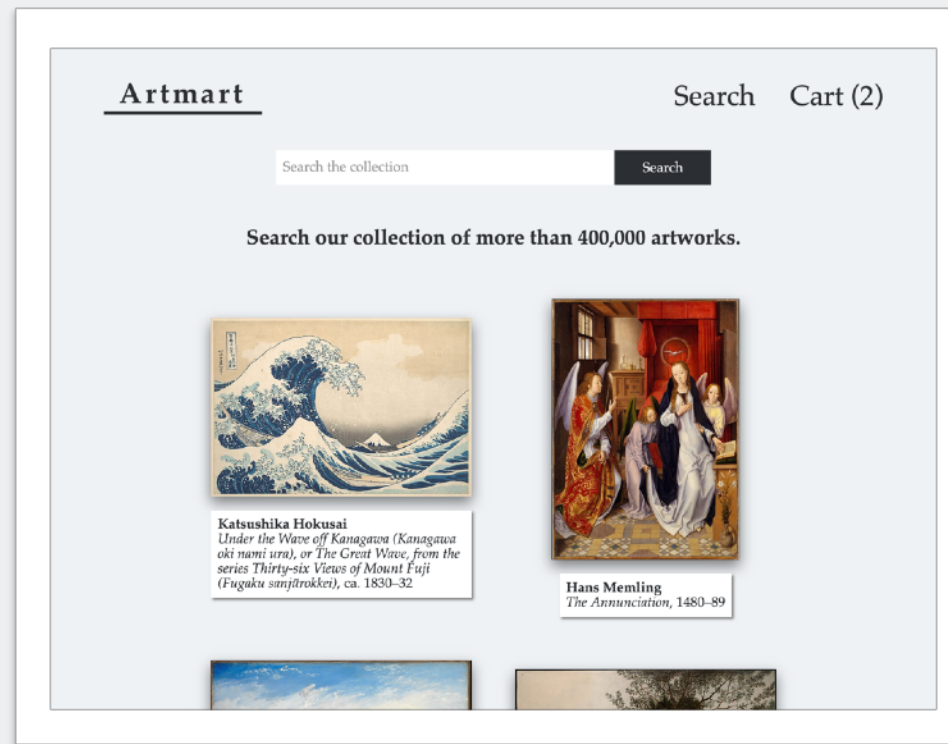 Artmart
Search Cart (2)
Search the collection
Search
Search our collection of more than 400,000 artworks.
Katsushika Hokusai
Under the Wave off Kanagawa (Kanagawa
oki nami ura), or The Great Wave, from the
series Thirty-six Views of Mount Fuji
(Fugaku sanjūrokkei), ca. 1830–32
Hans Memling
The Annunciation, 1480–89